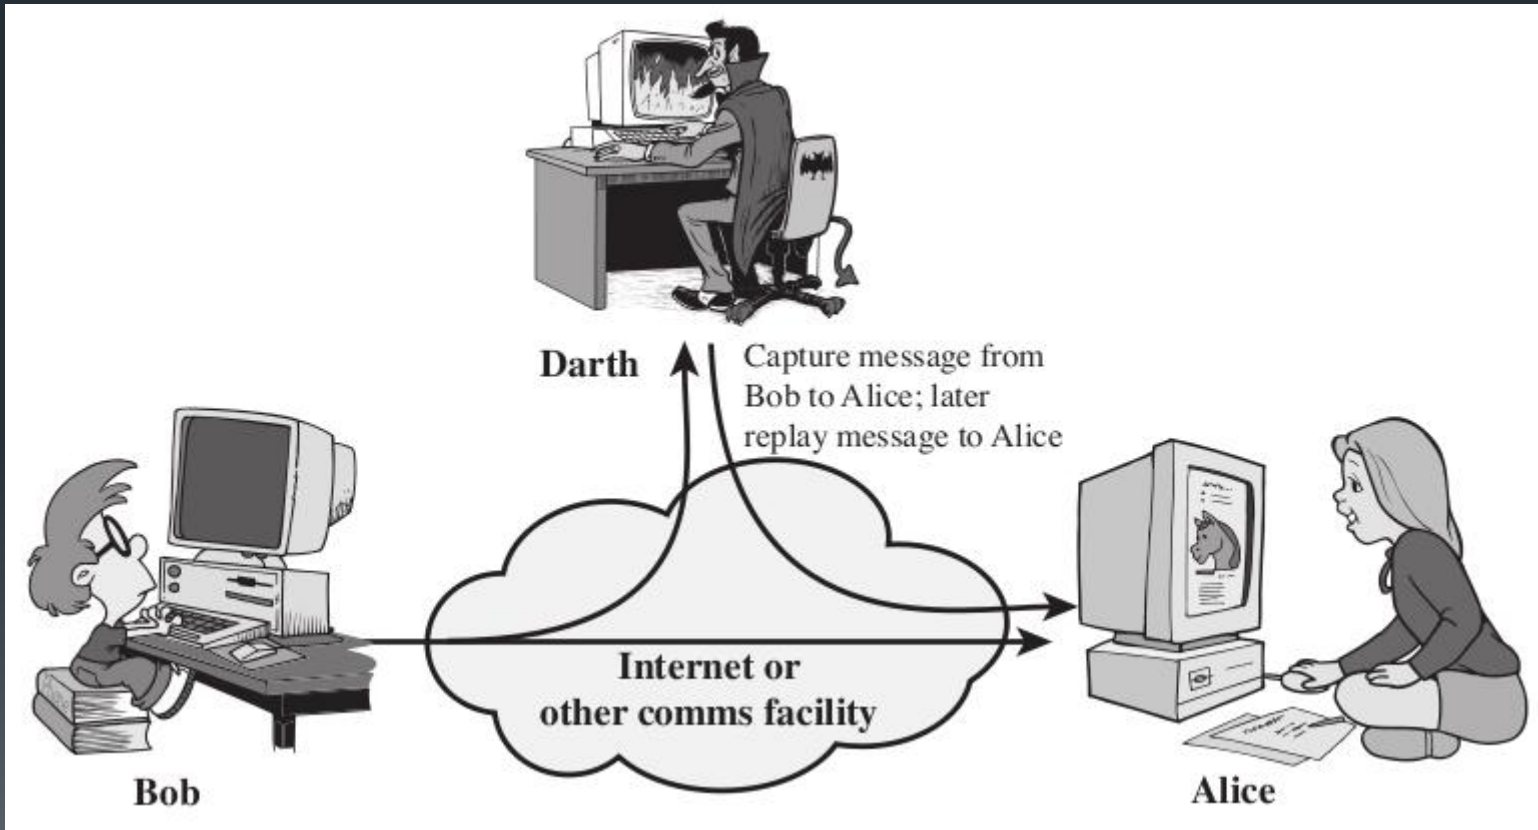 Darth
Capture message from
Bob to Alice; later
replay message to Alice
Internet or
other comms facility
Bob
Alice